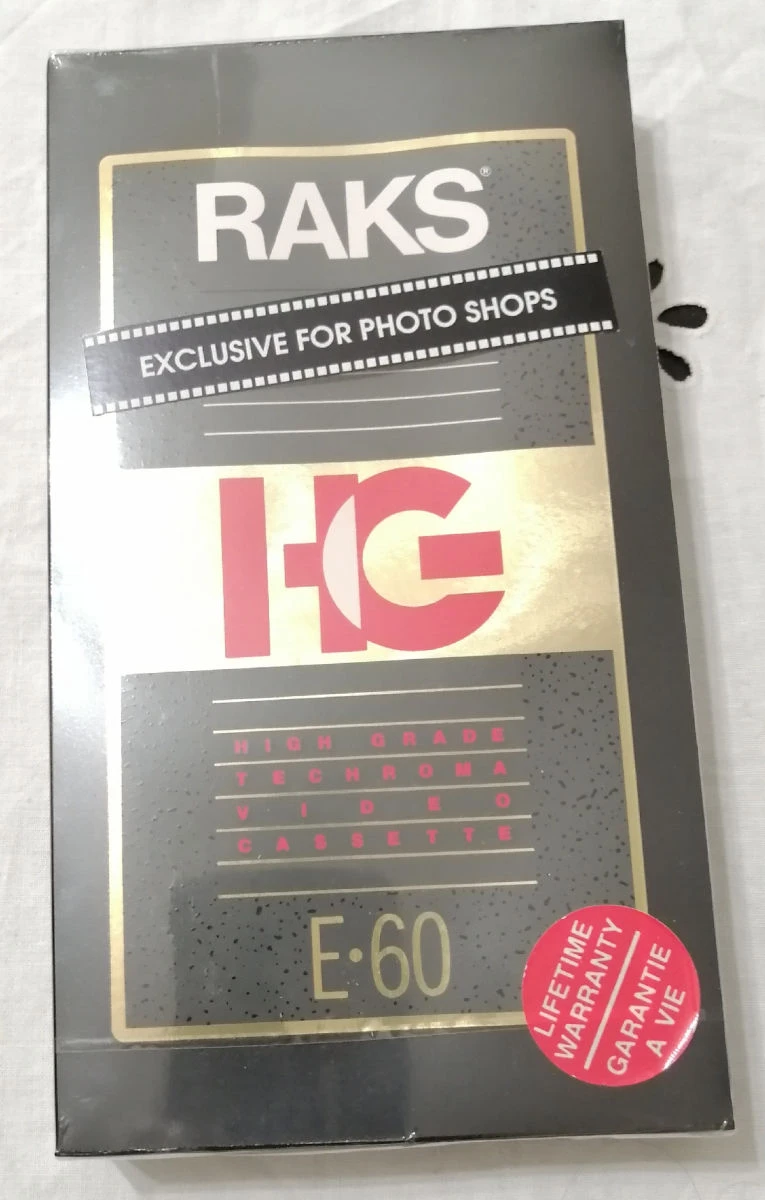 RAKS®
EXCLUSIVE FOR PHOTO SHOPS
HG
HIGH GRADE
TECHROMA
VIDEO
CASSETTE
E•60
LIFETIME
WARRANTY
GARANTIE
A VIE